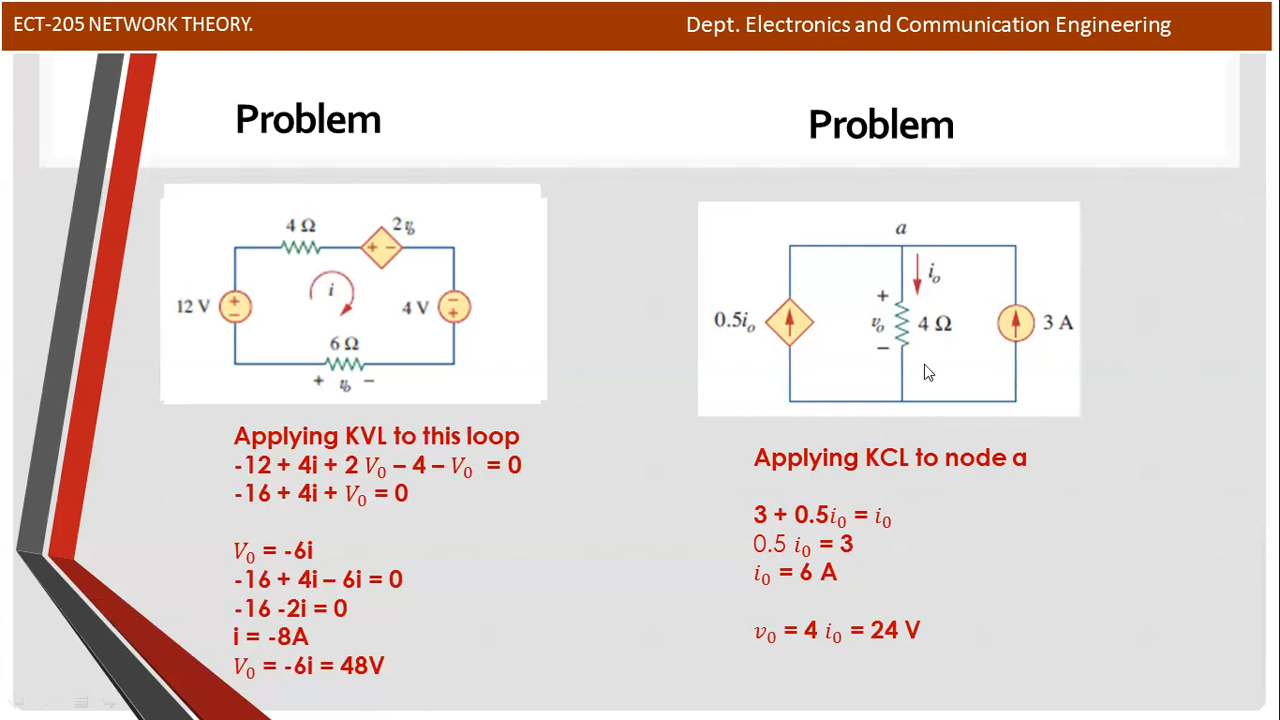 ECT-205 NETWORK THEORY.
Dept. Electronics and Communication Engineering
Problem
4 Ω
2 v₀
+ −
12 V
+
−
i
4 V
−
+
6 Ω
+ v₀ −
Applying KVL to this loop
-12 + 4i + 2 V₀ – 4 – V₀ = 0
-16 + 4i + V₀ = 0
V₀ = -6i
-16 + 4i – 6i = 0
-16 -2i = 0
i = -8A
V₀ = -6i = 48V
Problem
a
iₒ
0.5iₒ
+
v₀
−
4 Ω
3 A
Applying KCL to node a
3 + 0.5i₀ = i₀
0.5 i₀ = 3
i₀ = 6 A
v₀ = 4 i₀ = 24 V